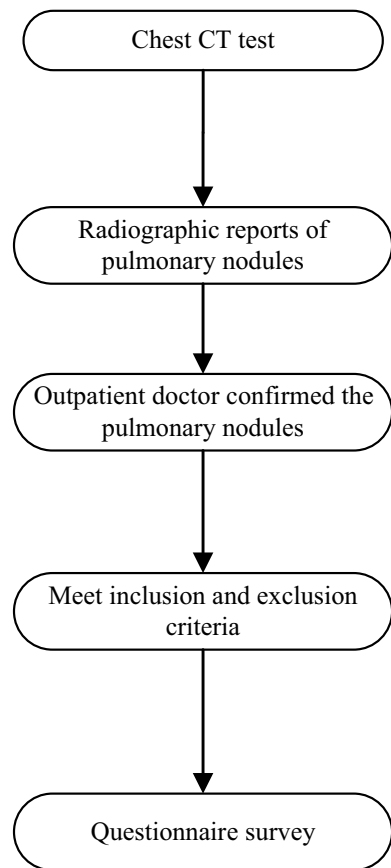 Chest CT test
Radiographic reports of
pulmonary nodules
Outpatient doctor confirmed the
pulmonary nodules
Meet inclusion and exclusion
criteria
Questionnaire survey